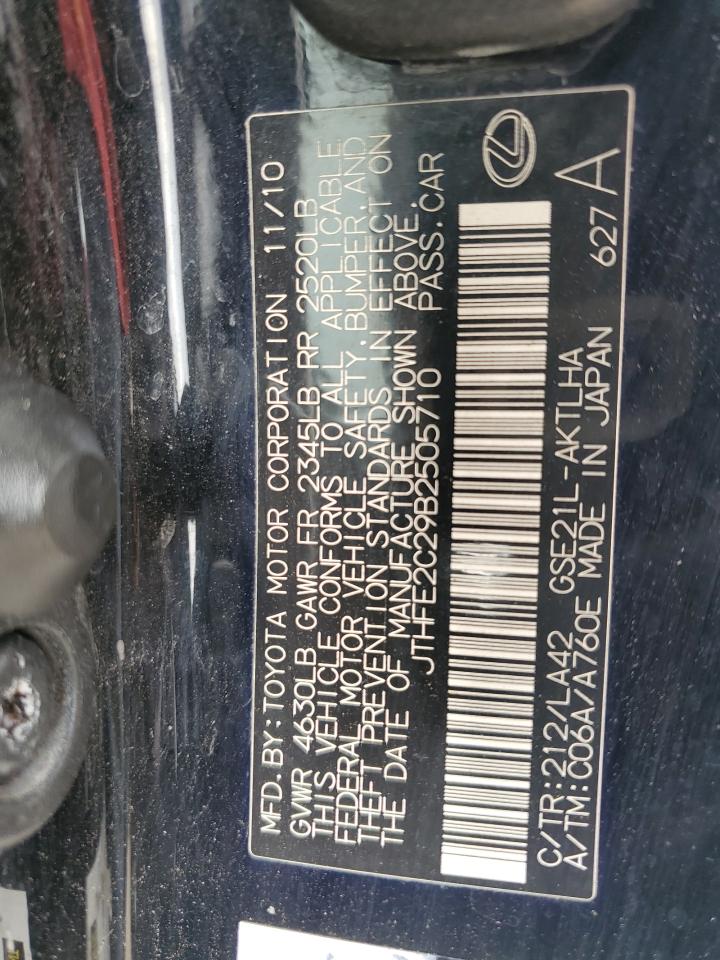 MFD.BY:TOYOTA MOTOR CORPORATION 11/10
GVWR 4630LB GAWR FR 2345LB RR 2520LB
THIS VEHICLE CONFORMS TO ALL APPLICABLE
FEDERAL MOTOR VEHICLE SAFETY,BUMPER,AND
THEFT PREVENTION STANDARDS IN EFFECT ON
THE DATE OF MANUFACTURE SHOWN ABOVE.
JTHFE2C29B2505710 PASS.CAR
C/TR:212/LA42 GSE21L-AKTLHA
A/TM:C06A/A760E MADE IN JAPAN 627 A